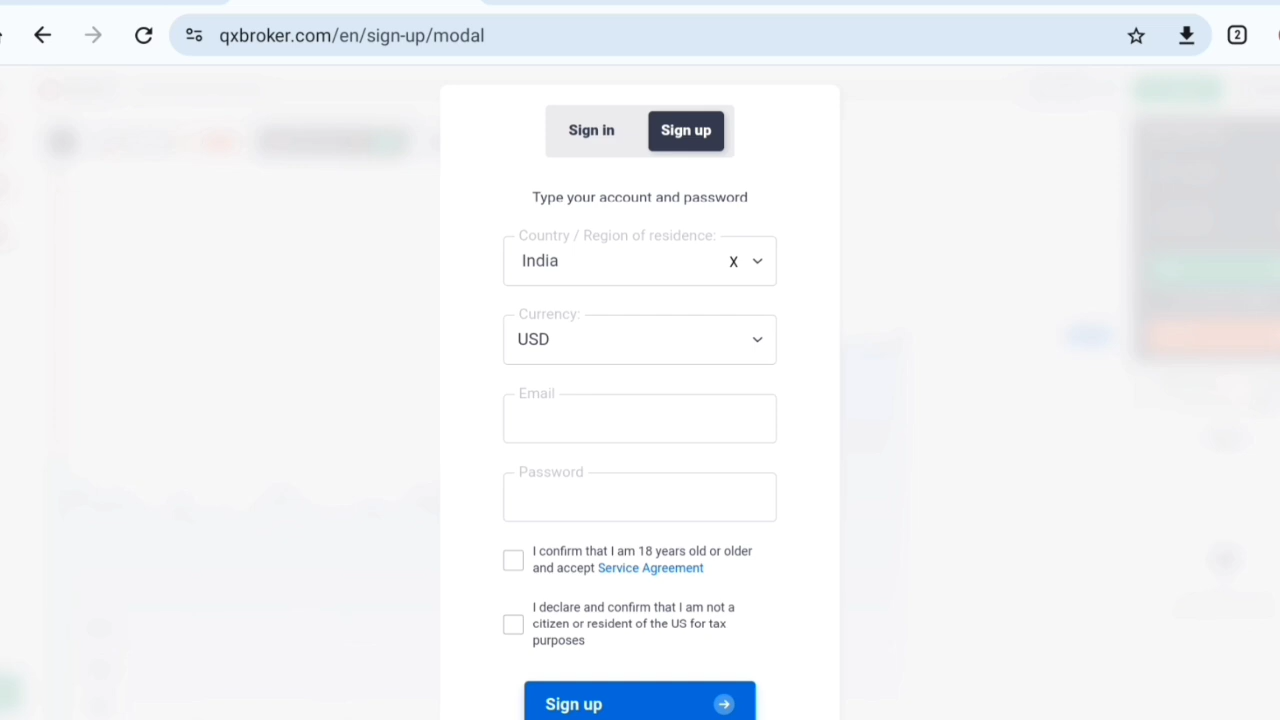 qxbroker.com/en/sign-up/modal
2
Sign in
Sign up
Type your account and password
Country / Region of residence:
India
X
Currency:
USD
Email
Password
I confirm that I am 18 years old or older
and accept Service Agreement
I declare and confirm that I am not a
citizen or resident of the US for tax
purposes
Sign up